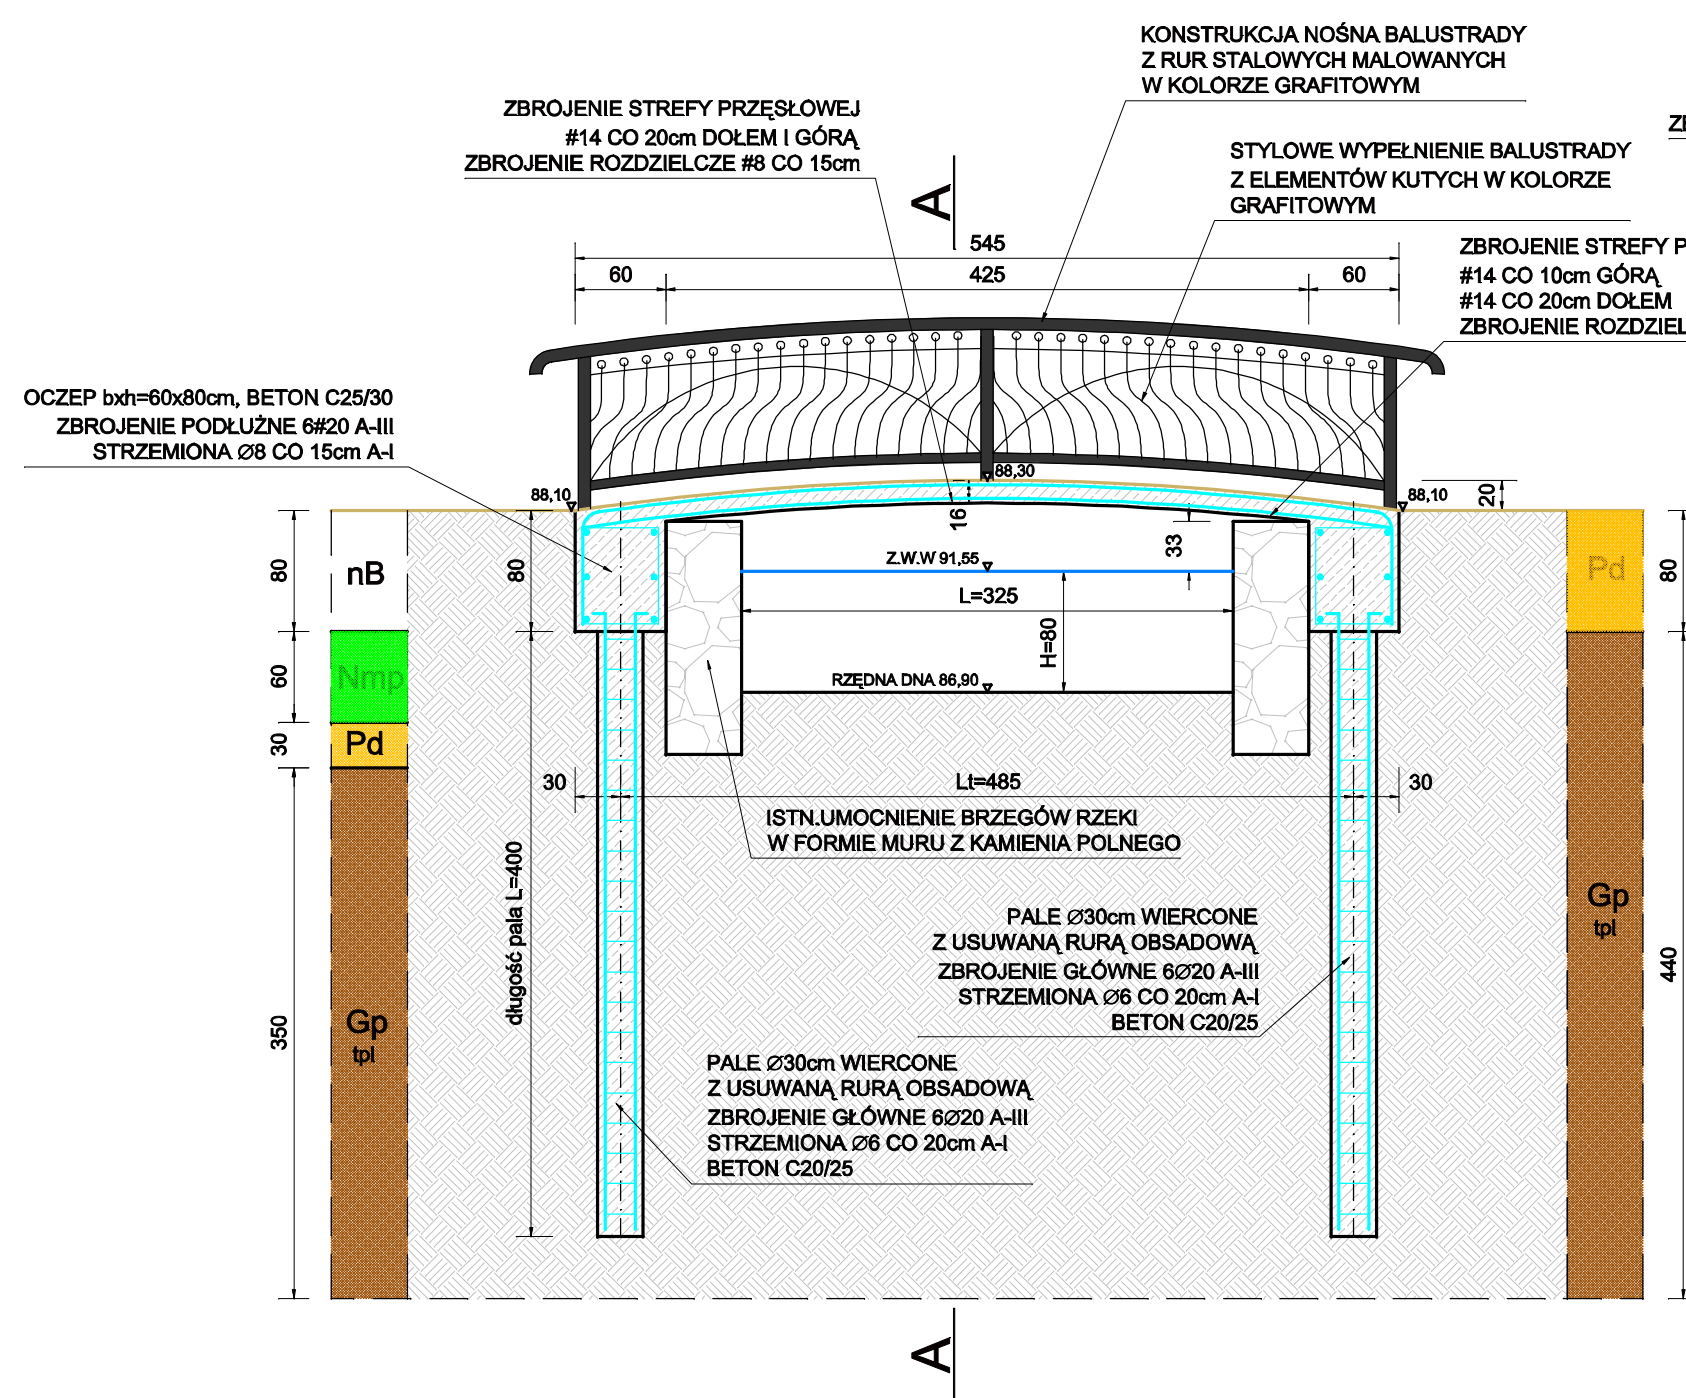 KONSTRUKCJA NOŚNA BALUSTRADY
Z RUR STALOWYCH MALOWANYCH
W KOLORZE GRAFITOWYM
ZBROJENIE STREFY PRZĘSŁOWEJ
#14 CO 20cm DOŁEM I GÓRĄ
ZBROJENIE ROZDZIELCZE #8 CO 15cm
STYLOWE WYPEŁNIENIE BALUSTRADY
Z ELEMENTÓW KUTYCH W KOLORZE
GRAFITOWYM
A
ZBROJENIE STREFY P
#14 CO 10cm GÓRĄ
#14 CO 20cm DOŁEM
ZBROJENIE ROZDZIEL
545
60 425 60
OCZEP bxh=60x80cm, BETON C25/30
ZBROJENIE PODŁUŻNE 6#20 A-III
STRZEMIONA Ø8 CO 15cm A-I
88,30
88,10
88,10
20
16
33
80
nB
80
Z.W.W 91,55
L=325
H=80
RZĘDNA DNA 86,90
Pd
80
60
Nmp
30
Pd
30
Lt=485
30
ISTN.UMOCNIENIE BRZEGÓW RZEKI
W FORMIE MURU Z KAMIENIA POLNEGO
długość pala L=400
PALE Ø30cm WIERCONE
Z USUWANĄ RURĄ OBSADOWĄ
ZBROJENIE GŁÓWNE 6Ø20 A-III
STRZEMIONA Ø6 CO 20cm A-I
BETON C20/25
Gp
tpl
440
350
Gp
tpl
PALE Ø30cm WIERCONE
Z USUWANĄ RURĄ OBSADOWĄ
ZBROJENIE GŁÓWNE 6Ø20 A-III
STRZEMIONA Ø6 CO 20cm A-I
BETON C20/25
A